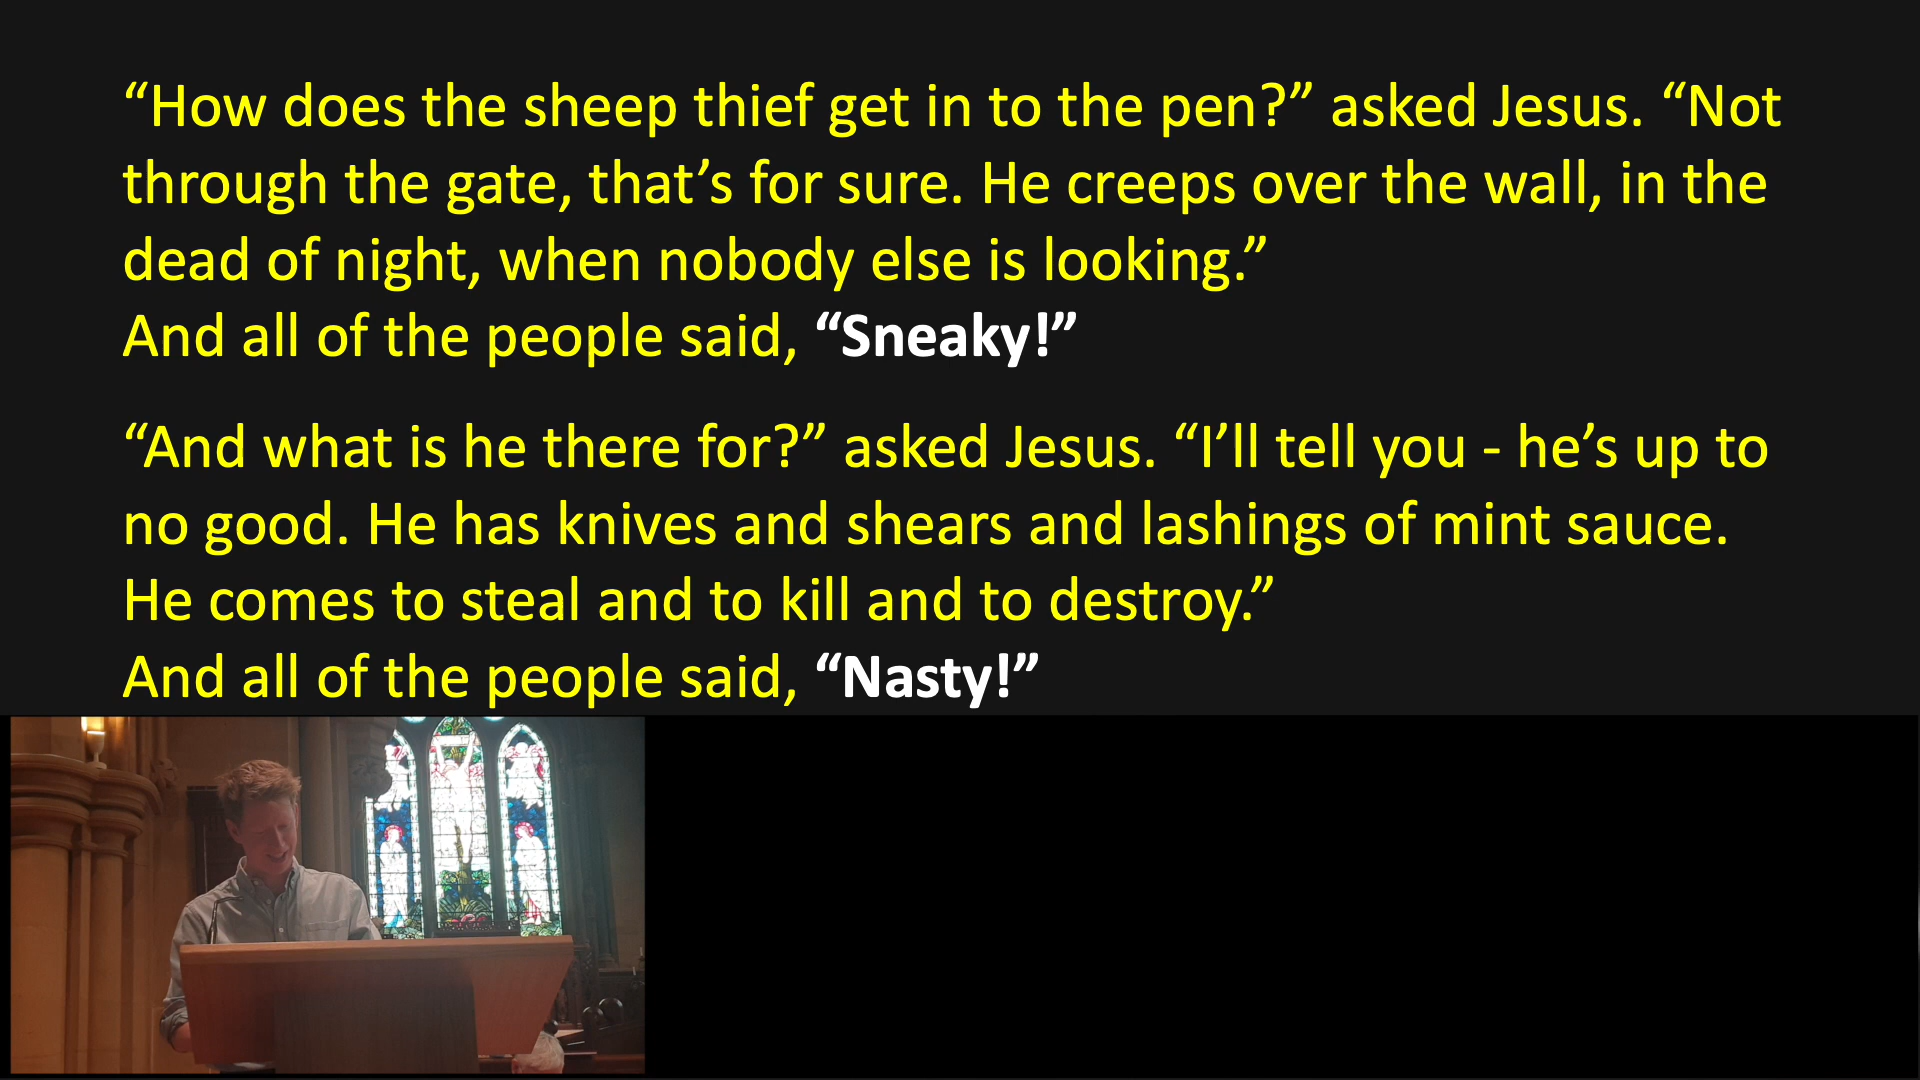 “How does the sheep thief get in to the pen?” asked Jesus. “Not
through the gate, that’s for sure. He creeps over the wall, in the
dead of night, when nobody else is looking.”
And all of the people said, “Sneaky!”
“And what is he there for?” asked Jesus. “I’ll tell you - he’s up to
no good. He has knives and shears and lashings of mint sauce.
He comes to steal and to kill and to destroy.”
And all of the people said, “Nasty!”